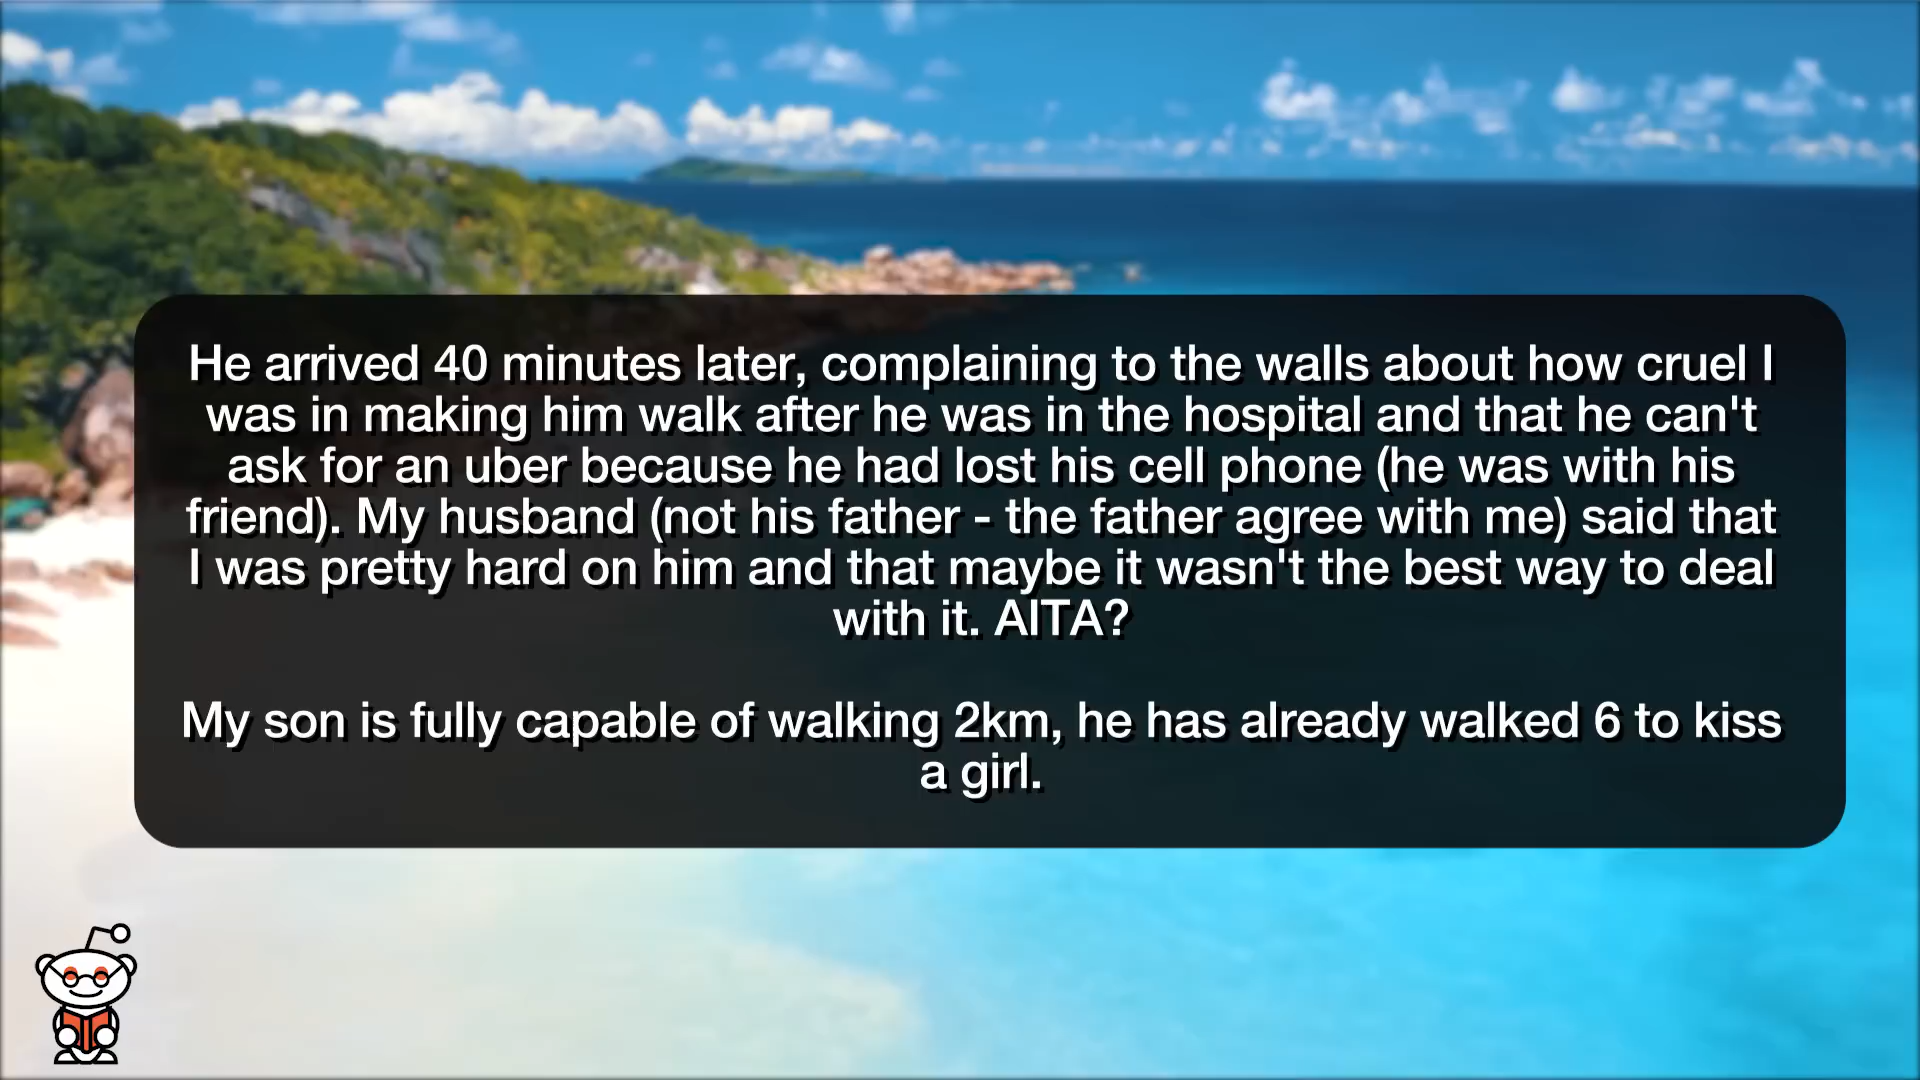 He arrived 40 minutes later, complaining to the walls about how cruel I
was in making him walk after he was in the hospital and that he can't
ask for an uber because he had lost his cell phone (he was with his
friend). My husband (not his father - the father agree with me) said that
I was pretty hard on him and that maybe it wasn't the best way to deal
with it. AITA?
My son is fully capable of walking 2km, he has already walked 6 to kiss
a girl.